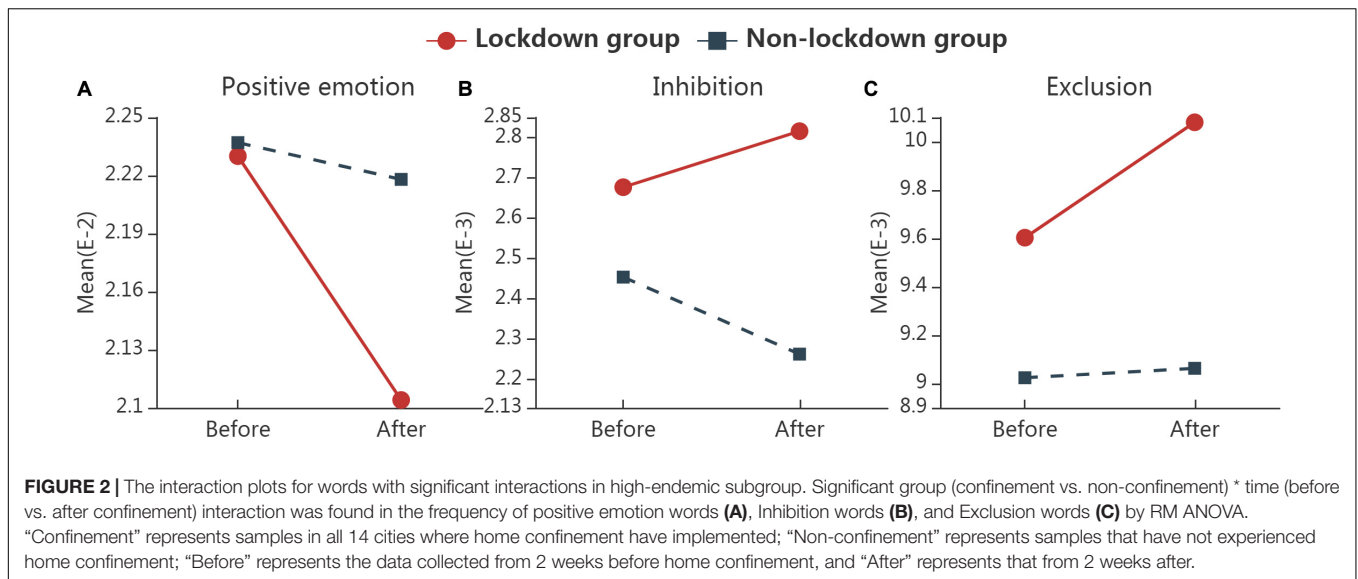 Lockdown group Non-lockdown group
A Positive emotion B Inhibition C Exclusion
2.25
2.22
2.19
2.16
2.13
2.1
Mean(E-2)
Before After
2.85
2.8
2.7
2.6
2.5
2.4
2.3
2.2
2.13
Mean(E-3)
Before After
10.1
10
9.8
9.6
9.4
9.2
9
8.9
Mean(E-3)
Before After
FIGURE 2 | The interaction plots for words with significant interactions in high-endemic subgroup. Significant group (confinement vs. non-confinement) * time (before
vs. after confinement) interaction was found in the frequency of positive emotion words (A), Inhibition words (B), and Exclusion words (C) by RM ANOVA.
“Confinement” represents samples in all 14 cities where home confinement have implemented; “Non-confinement” represents samples that have not experienced
home confinement; “Before” represents the data collected from 2 weeks before home confinement, and “After” represents that from 2 weeks after.